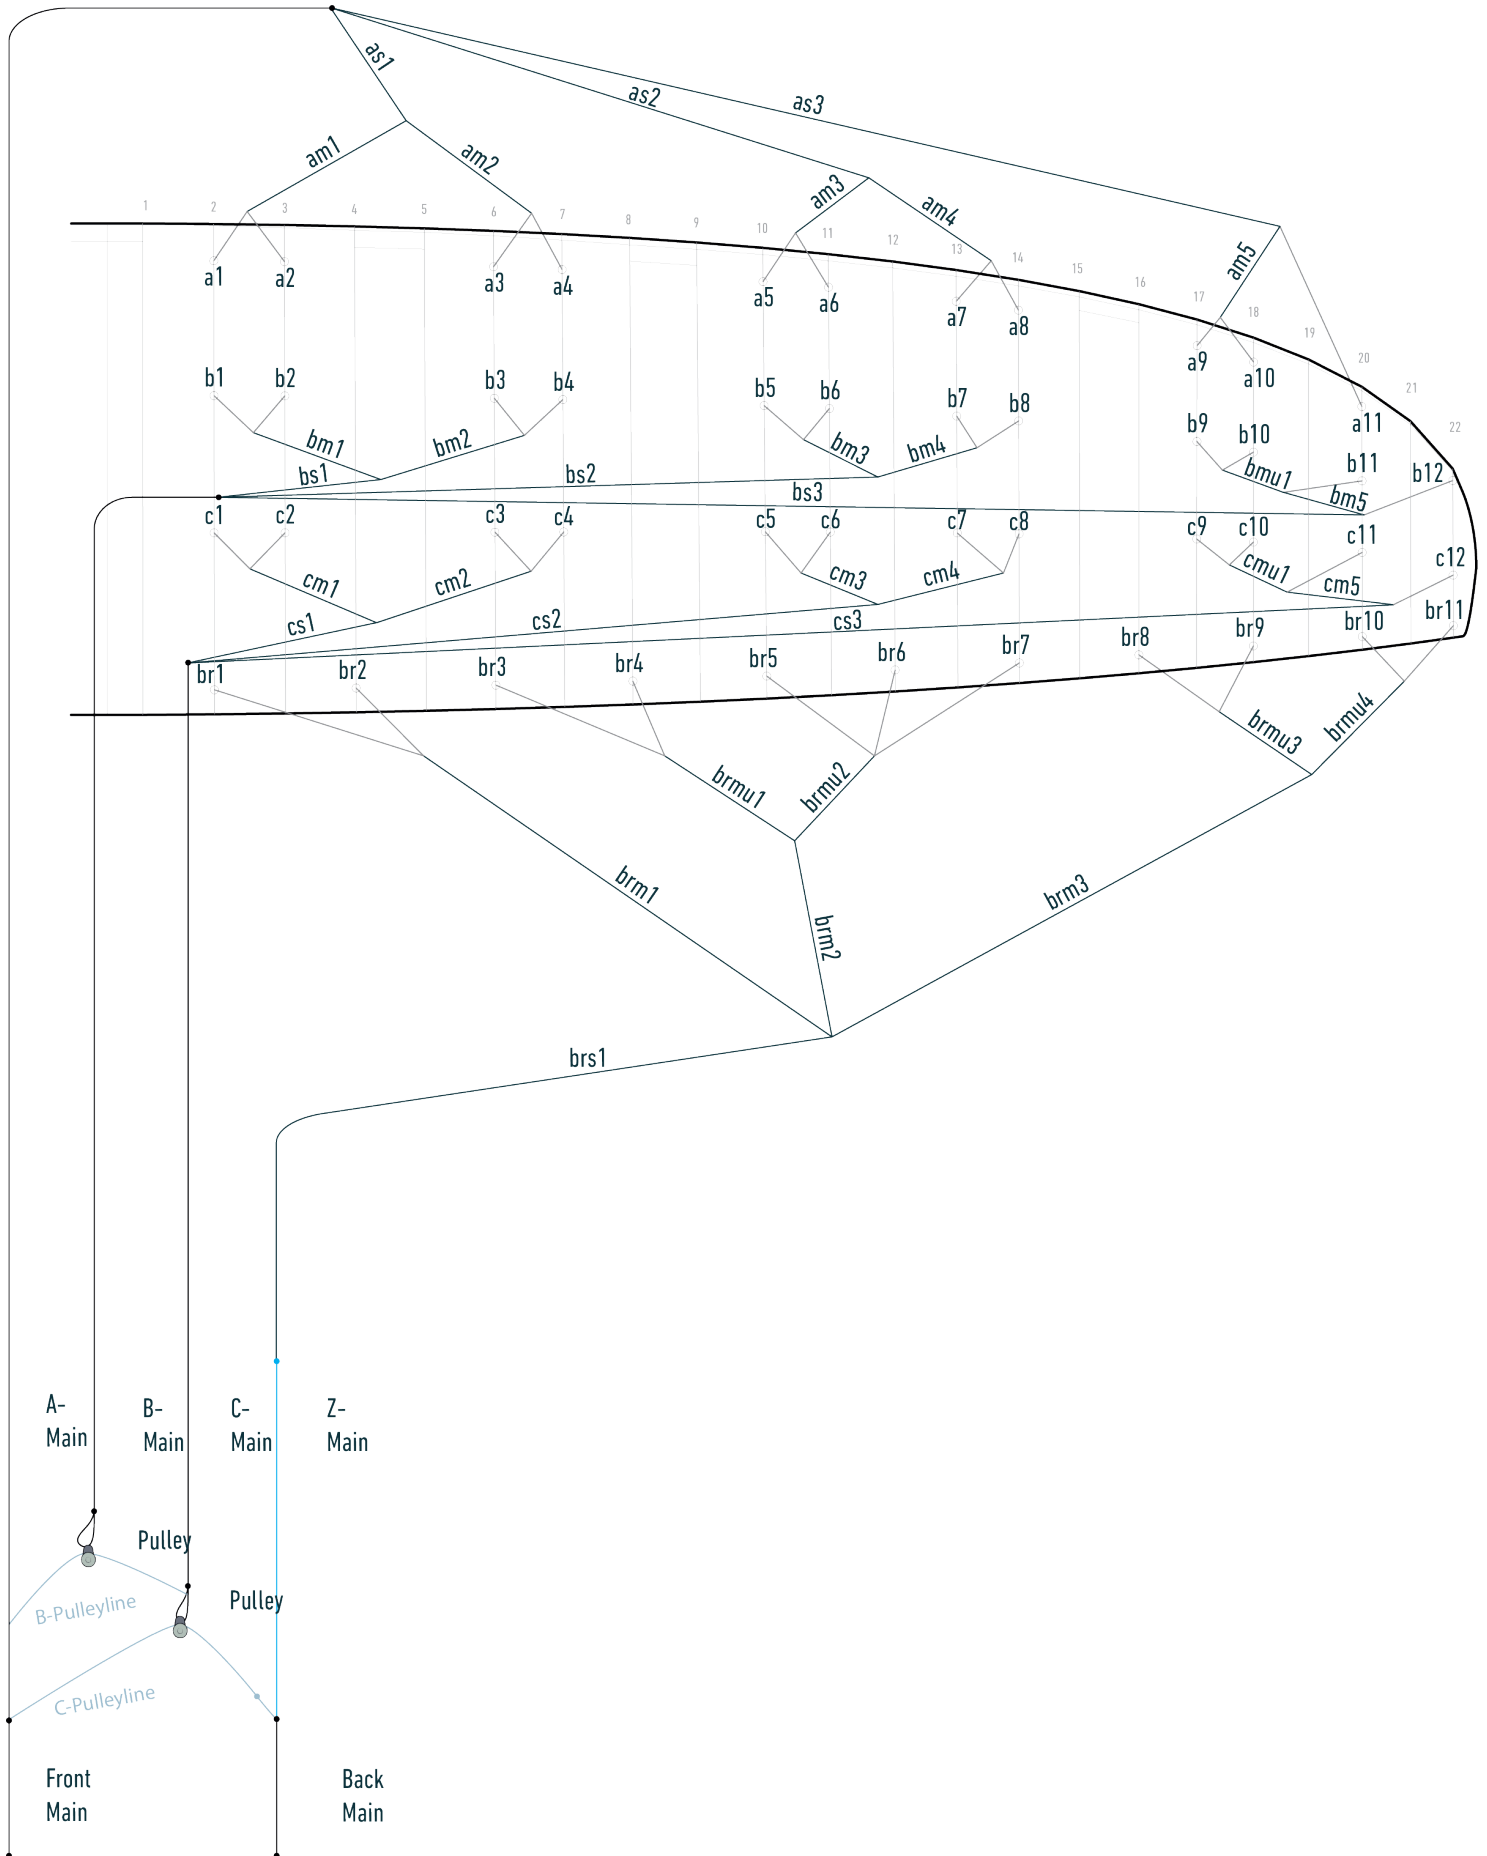 as1
as2
as3
am1
am2
am3
am4
am5
1
2
3
4
5
6
7
8
9
10
11
12
13
14
15
16
17
18
19
20
21
22
a1
a2
a3
a4
a5
a6
a7
a8
a9
a10
a11
b1
b2
b3
b4
b5
b6
b7
b8
b9
b10
b11
b12
bm1
bm2
bm3
bm4
bmu1
bm5
bs1
bs2
bs3
c1
c2
c3
c4
c5
c6
c7
c8
c9
c10
c11
c12
cm1
cm2
cm3
cm4
cmu1
cm5
cs1
cs2
cs3
br1
br2
br3
br4
br5
br6
br7
br8
br9
br10
br11
brmu1
brmu2
brmu3
brmu4
brm1
brm2
brm3
brs1
A-
Main
B-
Main
C-
Main
Z-
Main
Pulley
Pulley
B-Pulleyline
C-Pulleyline
Front
Main
Back
Main